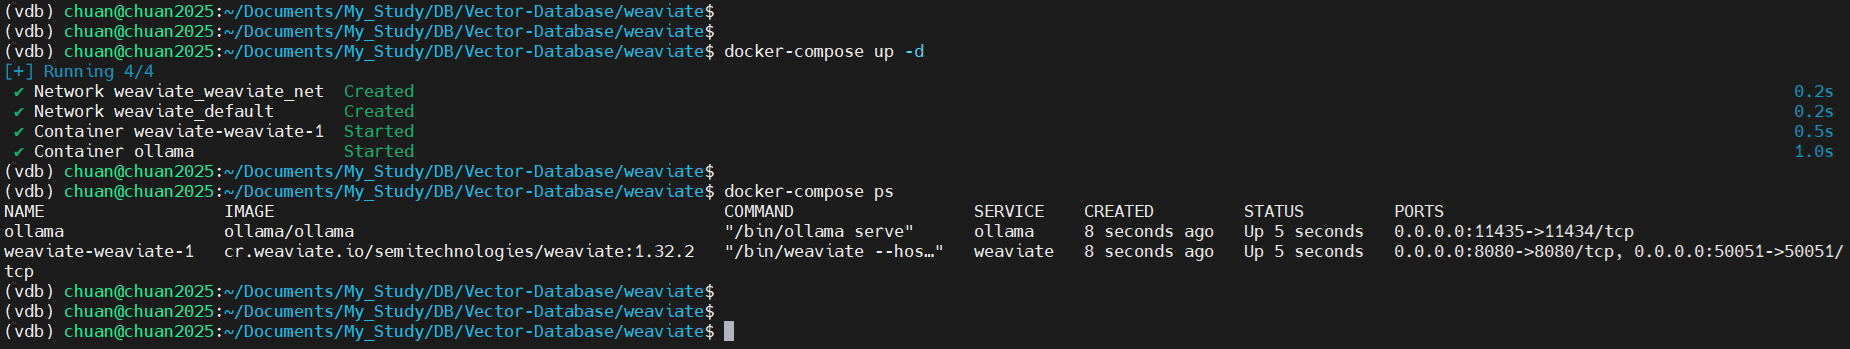 (vdb) chuan@chuan2025:~/Documents/My_Study/DB/Vector-Database/weaviate$
(vdb) chuan@chuan2025:~/Documents/My_Study/DB/Vector-Database/weaviate$
(vdb) chuan@chuan2025:~/Documents/My_Study/DB/Vector-Database/weaviate$ docker-compose up -d
[+] Running 4/4
✔ Network weaviate_weaviate_net  Created 0.2s
✔ Network weaviate_default       Created 0.2s
✔ Container weaviate-weaviate-1  Started 0.5s
✔ Container ollama               Started 1.0s
(vdb) chuan@chuan2025:~/Documents/My_Study/DB/Vector-Database/weaviate$
(vdb) chuan@chuan2025:~/Documents/My_Study/DB/Vector-Database/weaviate$ docker-compose ps
NAME                  IMAGE                                             COMMAND                  SERVICE    CREATED         STATUS         PORTS
ollama                ollama/ollama                                     "/bin/ollama serve"      ollama     8 seconds ago   Up 5 seconds   0.0.0.0:11435->11434/tcp
weaviate-weaviate-1   cr.weaviate.io/semitechnologies/weaviate:1.32.2   "/bin/weaviate --hos…"   weaviate   8 seconds ago   Up 5 seconds   0.0.0.0:8080->8080/tcp, 0.0.0.0:50051->50051/
tcp
(vdb) chuan@chuan2025:~/Documents/My_Study/DB/Vector-Database/weaviate$
(vdb) chuan@chuan2025:~/Documents/My_Study/DB/Vector-Database/weaviate$
(vdb) chuan@chuan2025:~/Documents/My_Study/DB/Vector-Database/weaviate$